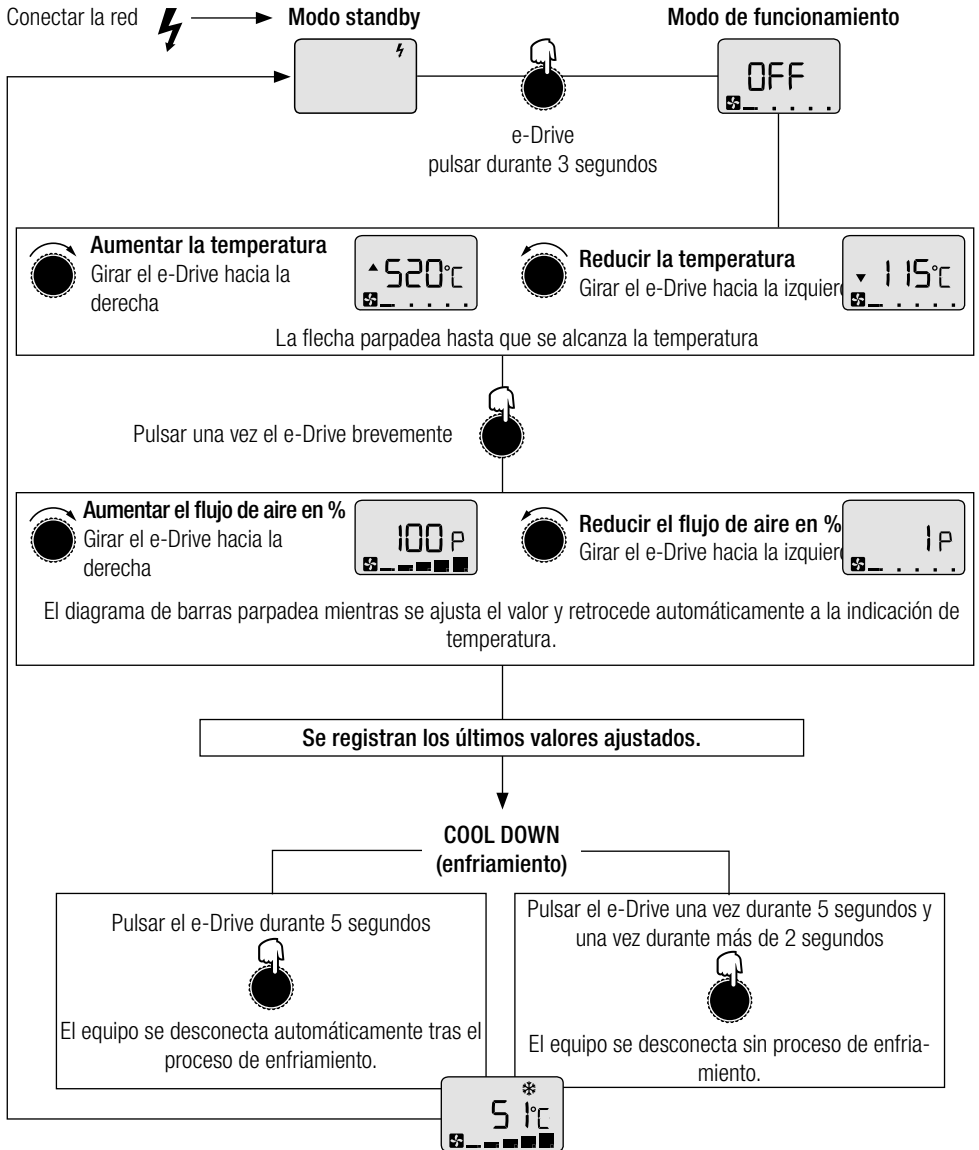 Conectar la red
Modo standby
Modo de funcionamiento
OFF
e-Drive
pulsar durante 3 segundos
Aumentar la temperatura
Girar el e-Drive hacia la
derecha
520°C
Reducir la temperatura
Girar el e-Drive hacia la izquier
115°C
La flecha parpadea hasta que se alcanza la temperatura
Pulsar una vez el e-Drive brevemente
Aumentar el flujo de aire en %
Girar el e-Drive hacia la
derecha
100 P
Reducir el flujo de aire en %
Girar el e-Drive hacia la izquier
1 P
El diagrama de barras parpadea mientras se ajusta el valor y retrocede automáticamente a la indicación de
temperatura.
Se registran los últimos valores ajustados.
COOL DOWN
(enfriamiento)
Pulsar el e-Drive durante 5 segundos
El equipo se desconecta automáticamente tras el
proceso de enfriamiento.
Pulsar el e-Drive una vez durante 5 segundos y
una vez durante más de 2 segundos
El equipo se desconecta sin proceso de enfria-
miento.
51°C